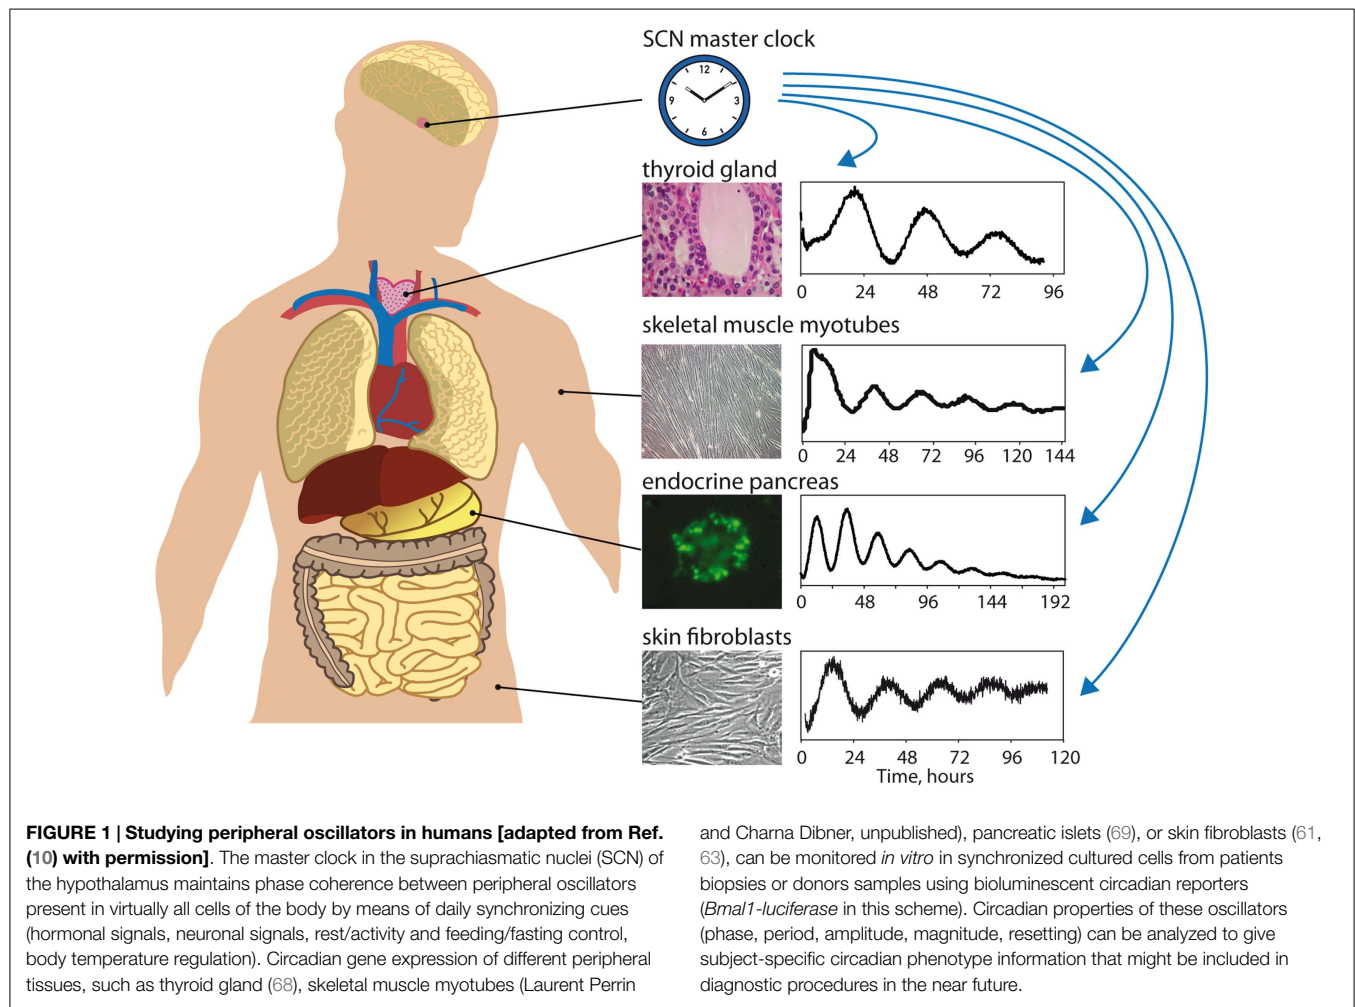 SCN master clock
12
9
3
6
thyroid gland
0 24 48 72 96
skeletal muscle myotubes
0 24 48 72 96 120 144
endocrine pancreas
0 48 96 144 192
skin fibroblasts
0 24 48 72 96 120
Time, hours
FIGURE 1 | Studying peripheral oscillators in humans [adapted from Ref.
(10) with permission]. The master clock in the suprachiasmatic nuclei (SCN) of
the hypothalamus maintains phase coherence between peripheral oscillators
present in virtually all cells of the body by means of daily synchronizing cues
(hormonal signals, neuronal signals, rest/activity and feeding/fasting control,
body temperature regulation). Circadian gene expression of different peripheral
tissues, such as thyroid gland (68), skeletal muscle myotubes (Laurent Perrin
and Charna Dibner, unpublished), pancreatic islets (69), or skin fibroblasts (61,
63), can be monitored in vitro in synchronized cultured cells from patients
biopsies or donors samples using bioluminescent circadian reporters
(Bmal1-luciferase in this scheme). Circadian properties of these oscillators
(phase, period, amplitude, magnitude, resetting) can be analyzed to give
subject-specific circadian phenotype information that might be included in
diagnostic procedures in the near future.